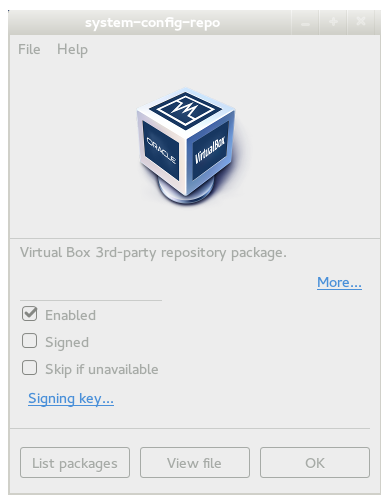 system-config-repo
File Help
ORACLE
VirtualBox
Virtual Box 3rd-party repository package.
More...
Enabled
Signed
Skip if unavailable
Signing key...
List packages View file OK